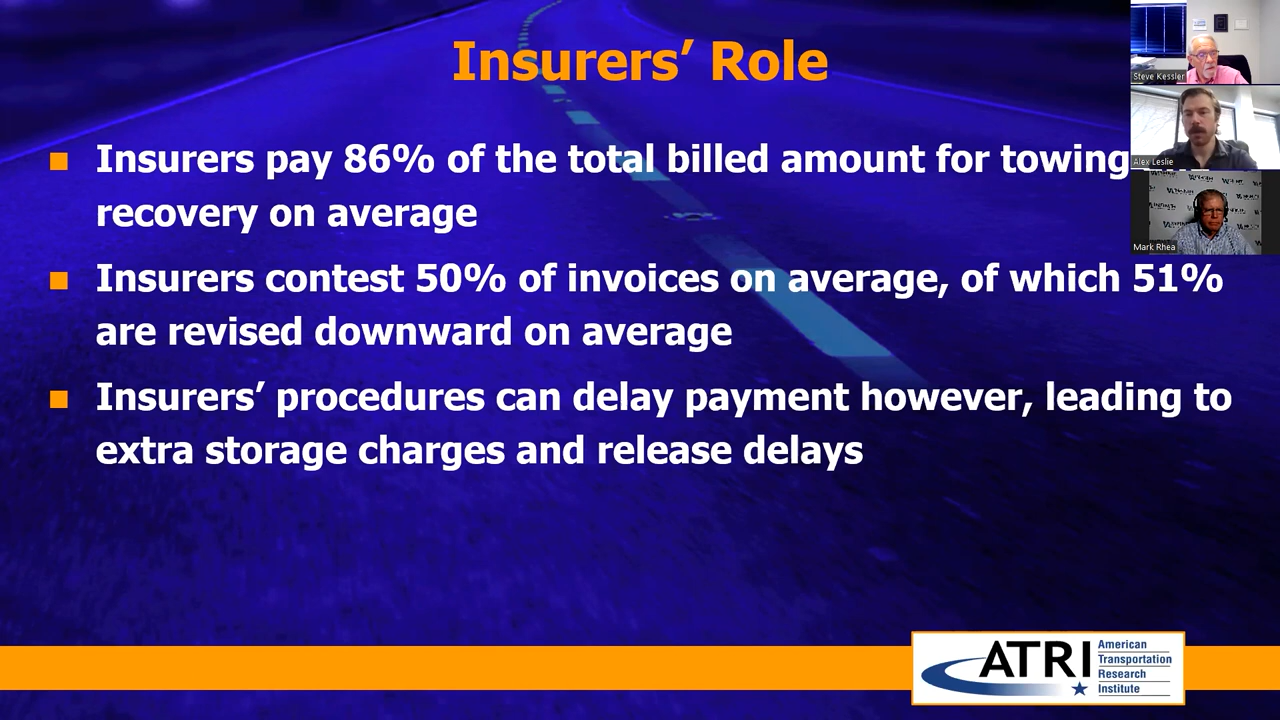 Insurers’ Role
Insurers pay 86% of the total billed amount for towing
recovery on average
Insurers contest 50% of invoices on average, of which 51%
are revised downward on average
Insurers’ procedures can delay payment however, leading to
extra storage charges and release delays
Steve Kessler
Alex Leslie
Mark Rhea
ATRI
American
Transportation
Research
Institute